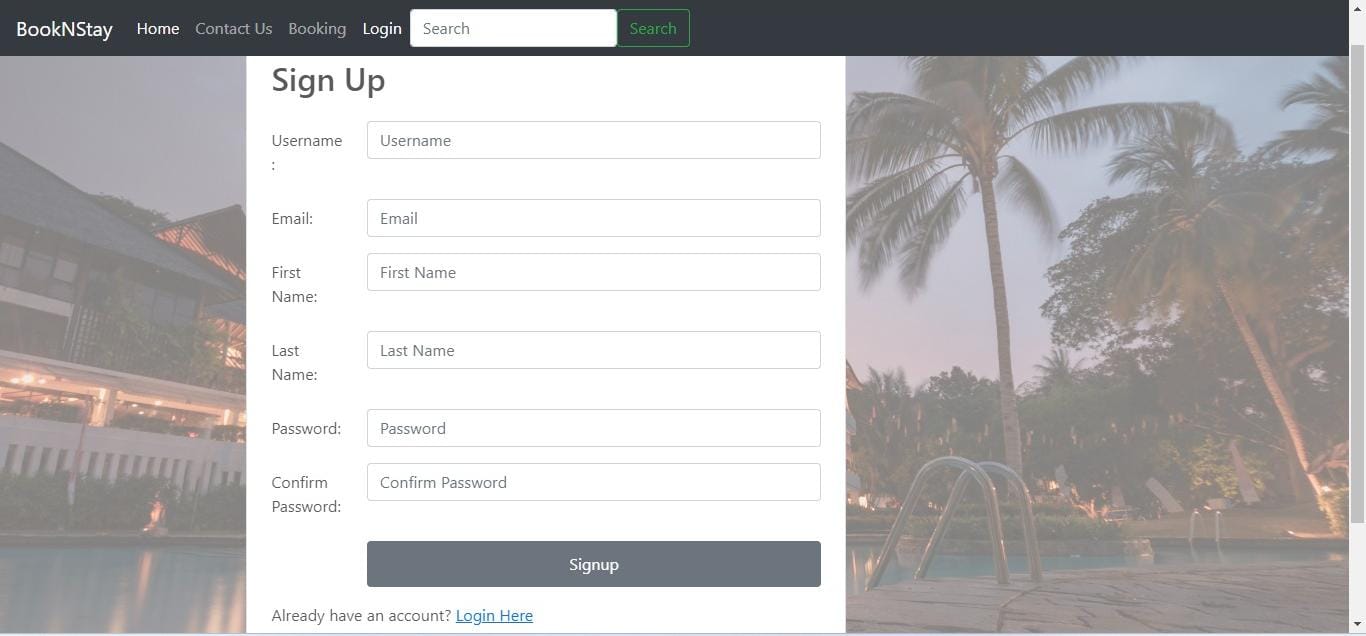 BookNStay Home Contact Us Booking Login Search Search
Sign Up
Username
:
Username
Email:
Email
First
Name:
First Name
Last
Name:
Last Name
Password:
Password
Confirm
Password:
Confirm Password
Signup
Already have an account? Login Here